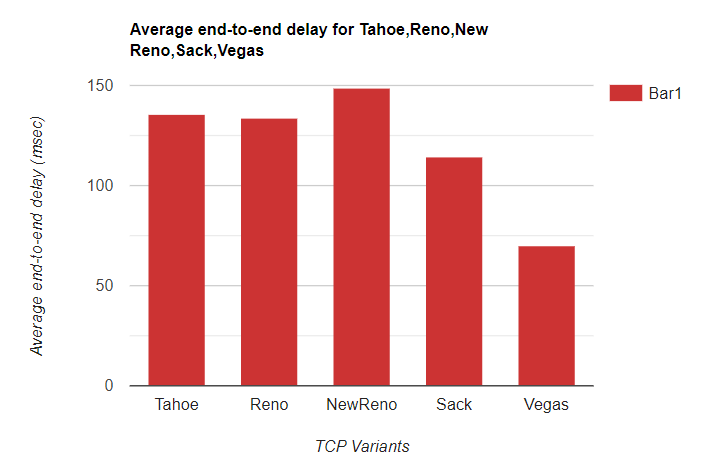 Average end-to-end delay for Tahoe,Reno,New
Reno,Sack,Vegas
150
100
50
0
Average end-to-end delay (msec)
Bar1
Tahoe Reno NewReno Sack Vegas
TCP Variants